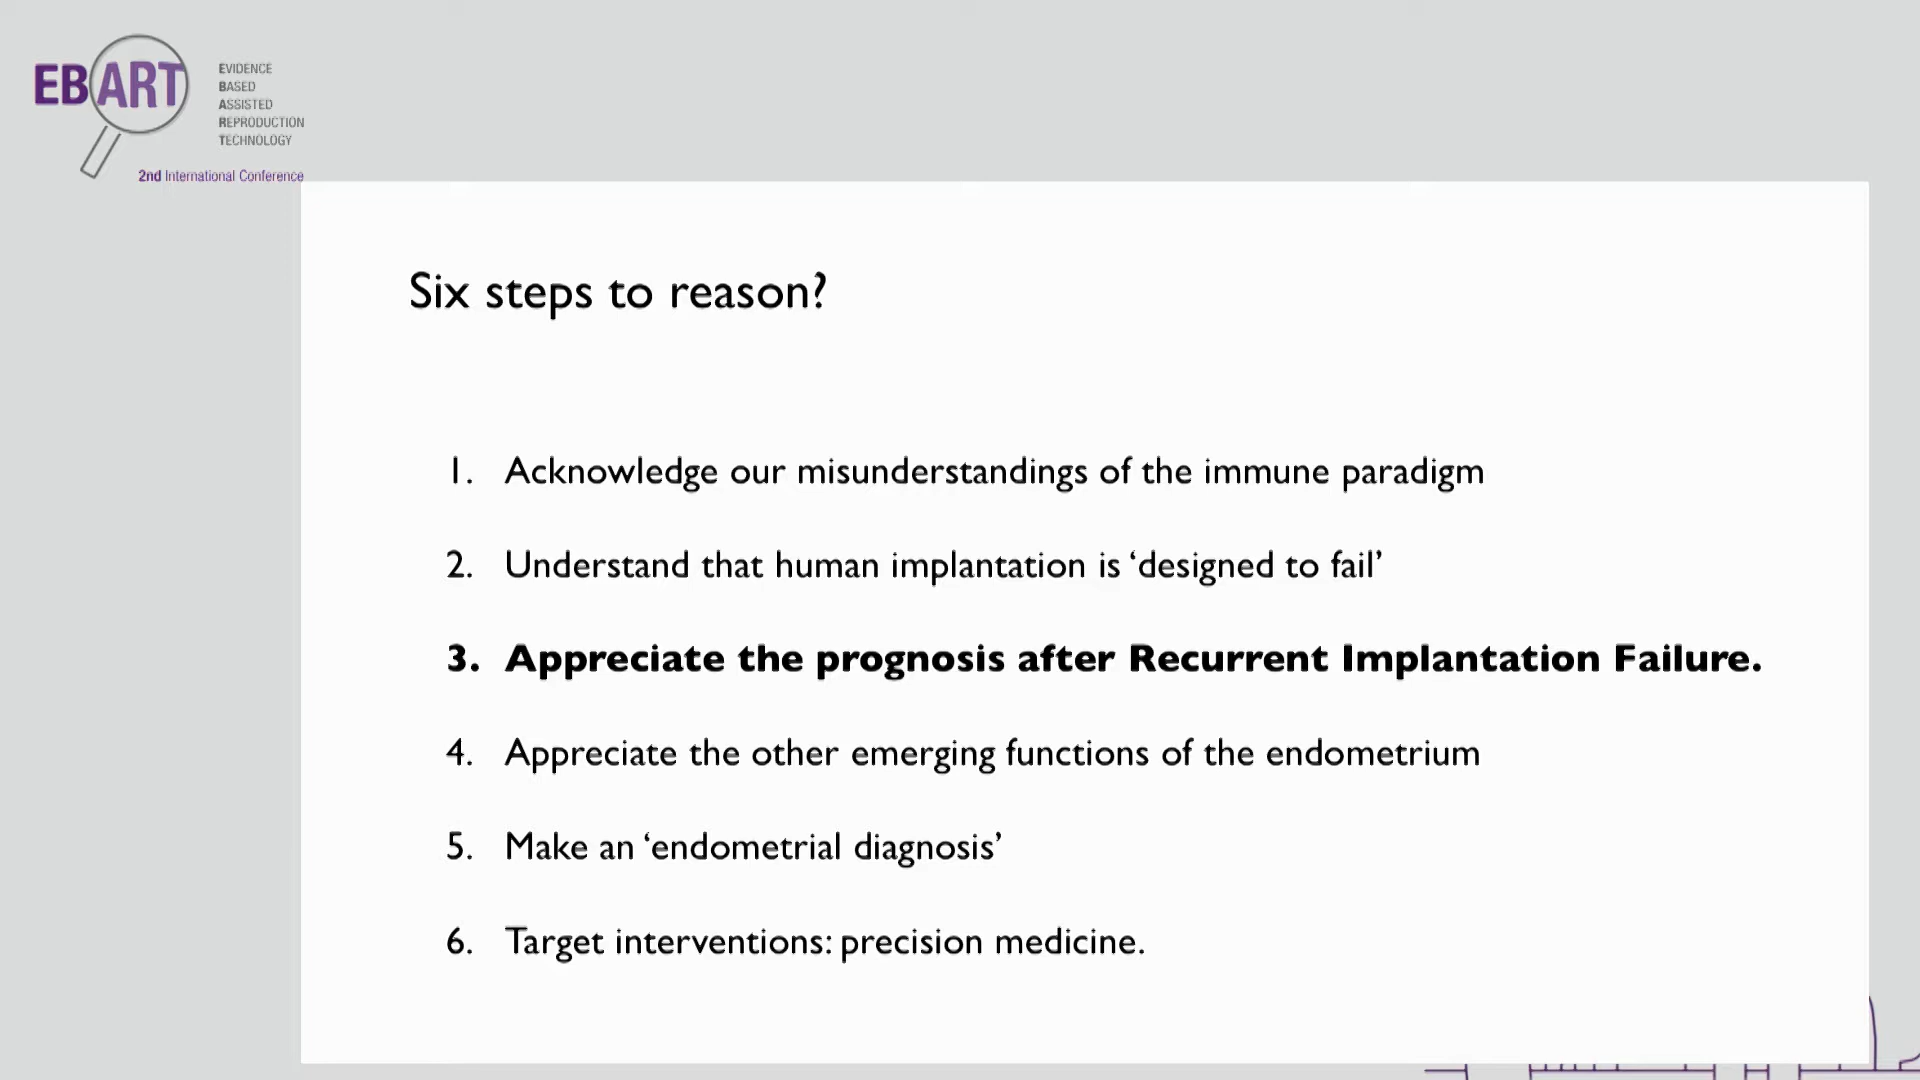 EBART
EVIDENCE
BASED
ASSISTED
REPRODUCTION
TECHNOLOGY
2nd International Conference
Six steps to reason?
1. Acknowledge our misunderstandings of the immune paradigm
2. Understand that human implantation is ‘designed to fail’
3. Appreciate the prognosis after Recurrent Implantation Failure.
4. Appreciate the other emerging functions of the endometrium
5. Make an ‘endometrial diagnosis’
6. Target interventions: precision medicine.